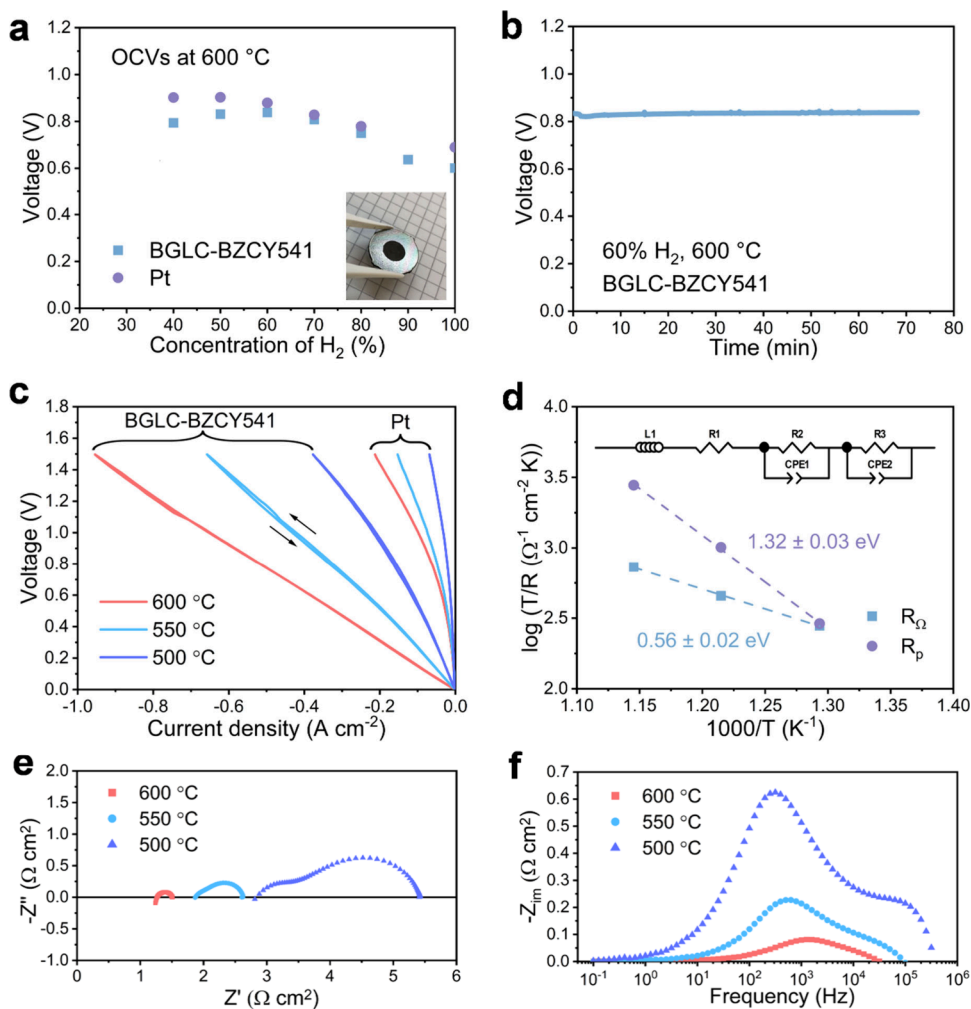 a
1.2
1.0
0.8
0.6
0.4
0.2
0.0
Voltage (V)
OCVs at 600 °C
BGLC-BZCY541
Pt
20 30 40 50 60 70 80 90 100
Concentration of H₂ (%)
b
1.2
1.0
0.8
0.6
0.4
0.2
0.0
Voltage (V)
60% H₂, 600 °C
BGLC-BZCY541
0 10 20 30 40 50 60 70 80
Time (min)
c
1.8
1.6
1.4
1.2
1.0
0.8
0.6
0.4
0.2
0.0
Voltage (V)
BGLC-BZCY541
Pt
600 °C
550 °C
500 °C
-1.0 -0.8 -0.6 -0.4 -0.2 0.0
Current density (A cm⁻²)
d
4.0
3.5
3.0
2.5
2.0
log (T/R (Ω⁻¹ cm⁻² K)
L1 R1 R2 R3
CPE1 CPE2
1.32 ± 0.03 eV
0.56 ± 0.02 eV
R_Ω
R_p
1.10 1.15 1.20 1.25 1.30 1.35 1.40
1000/T (K⁻¹)
e
2.0
1.5
1.0
0.5
0.0
-0.5
-1.0
-Z" (Ω cm²)
600 °C
550 °C
500 °C
0 1 2 3 4 5 6
Z' (Ω cm²)
f
0.7
0.6
0.5
0.4
0.3
0.2
0.1
0
-Z_im (Ω cm²)
600 °C
550 °C
500 °C
10⁻¹ 10⁰ 10¹ 10² 10³ 10⁴ 10⁵ 10⁶
Frequency (Hz)